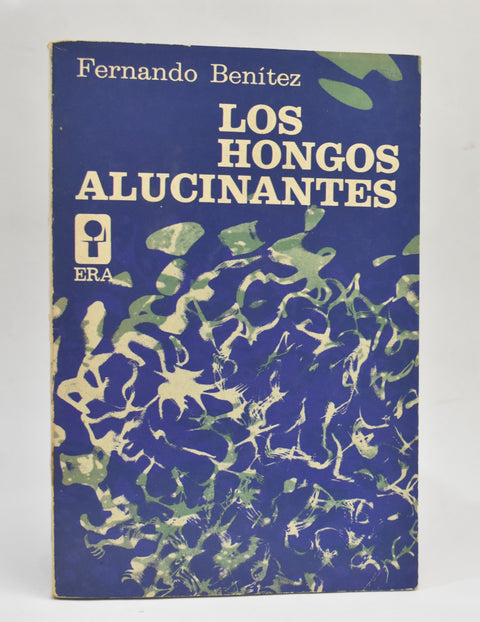 Fernando Benítez
LOS
HONGOS
ALUCINANTES
ERA